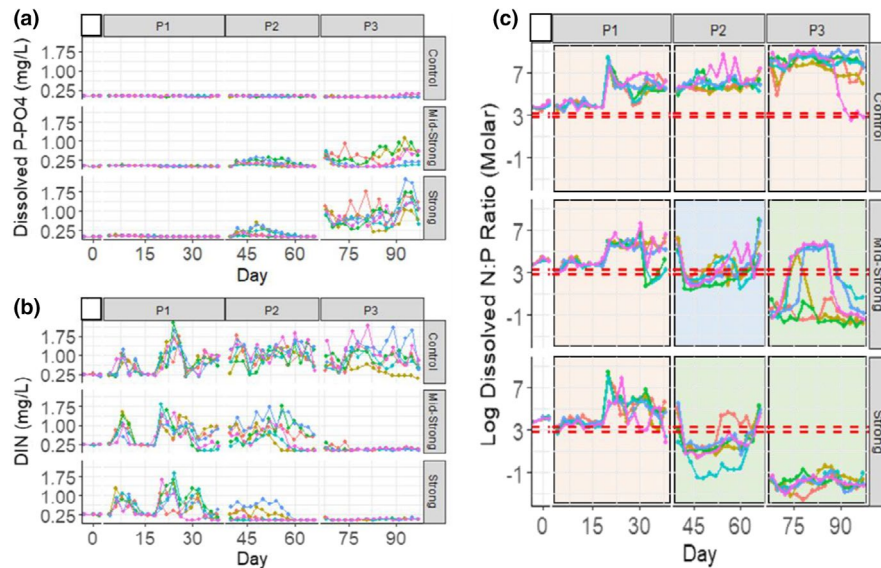 (a)
P1 P2 P3
Dissolved P-PO4 (mg/L)
1.75
1.00
0.25
Control
1.75
1.00
0.25
Mid-Strong
1.75
1.00
0.25
Strong
0 15 30 45 60 75 90
Day
(b)
P1 P2 P3
DIN (mg/L)
1.75
1.00
0.25
Control
1.75
1.00
0.25
Mid-Strong
1.75
1.00
0.25
Strong
0 15 30 45 60 75 90
Day
(c)
P1 P2 P3
Log Dissolved N:P Ratio (Molar)
7
3
-1
Control
7
3
-1
Mid-Strong
7
3
-1
Strong
0 15 30 45 60 75 90
Day